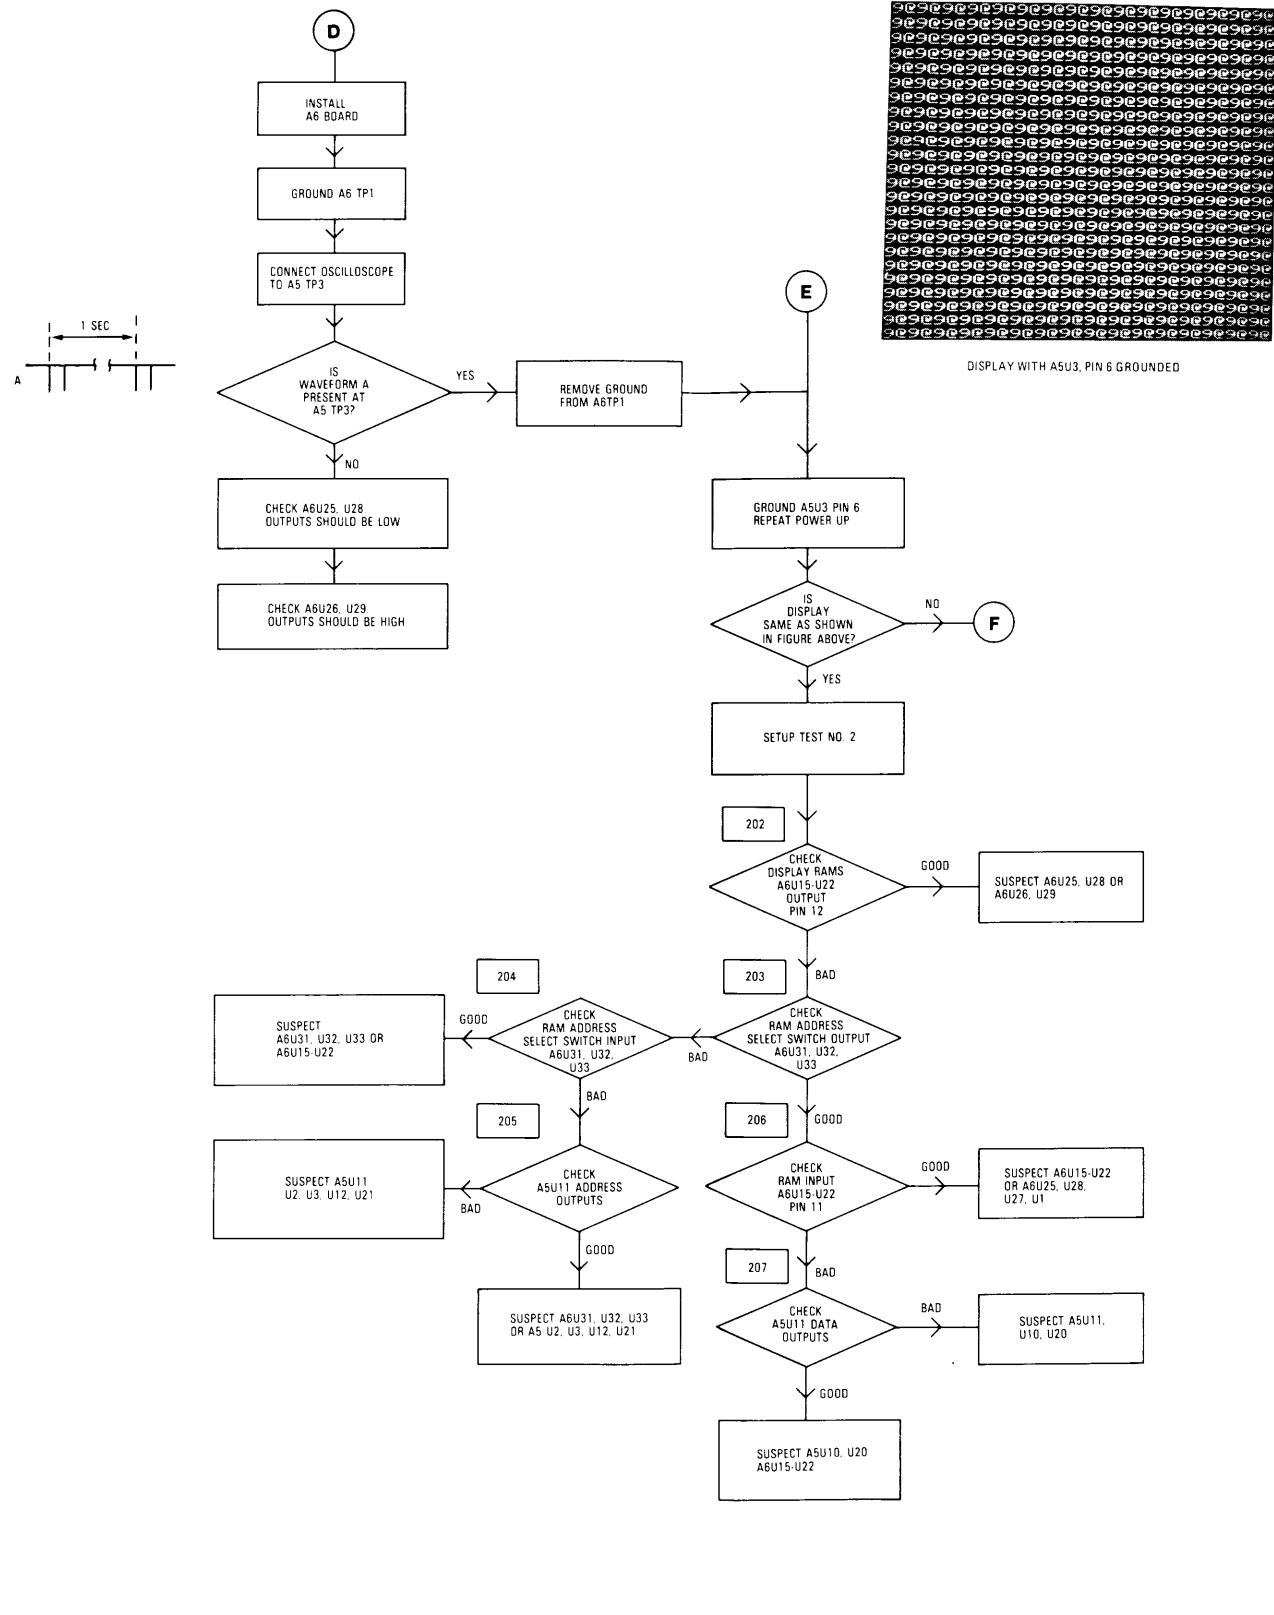 D
INSTALL
A6 BOARD
GROUND A6 TP1
CONNECT OSCILLOSCOPE
TO A5 TP3
1 SEC
A
IS
WAVEFORM A
PRESENT AT
A5 TP3?
YES
REMOVE GROUND
FROM A6TP1
NO
CHECK A6U25, U28.
OUTPUTS SHOULD BE LOW
CHECK A6U26, U29.
OUTPUTS SHOULD BE HIGH
DISPLAY WITH A5U3, PIN 6 GROUNDED
E
GROUND A5U3 PIN 6.
REPEAT POWER UP
IS
DISPLAY
SAME AS SHOWN
IN FIGURE ABOVE?
NO
F
YES
SETUP TEST NO. 2
202
CHECK
DISPLAY RAMS
A6U15-U22
OUTPUT
PIN 12
GOOD
SUSPECT A6U25, U28 OR
A6U26, U29
BAD
203
CHECK
RAM ADDRESS
SELECT SWITCH OUTPUT
A6U31, U32,
U33
BAD
204
CHECK
RAM ADDRESS
SELECT SWITCH INPUT
A6U31, U32,
U33
GOOD
SUSPECT
A6U31, U32, U33 OR
A6U15-U22
BAD
205
CHECK
A5U11 ADDRESS
OUTPUTS
BAD
SUSPECT A5U11
U2, U3, U12, U21
GOOD
SUSPECT A6U31, U32, U33
OR A5 U2, U3, U12, U21
GOOD
206
CHECK
RAM INPUT
A6U15-U22
PIN 11
GOOD
SUSPECT A6U15-U22
OR A6U25, U28,
U27, U1
BAD
207
CHECK
A5U11 DATA
OUTPUTS
BAD
SUSPECT A5U11,
U10, U20
GOOD
SUSPECT A5U10, U20
A6U15-U22